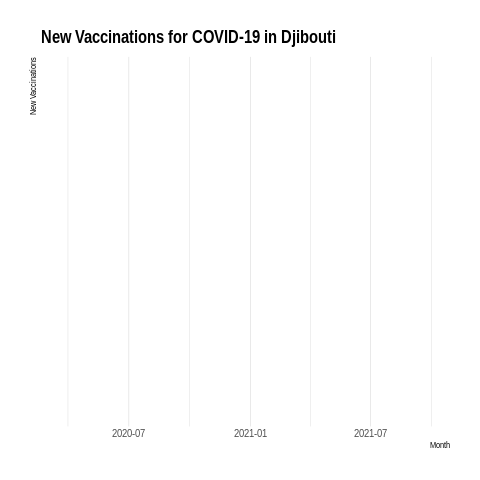 New Vaccinations for COVID-19 in Djibouti
New Vaccinations
2020-07
2021-01
2021-07
Month